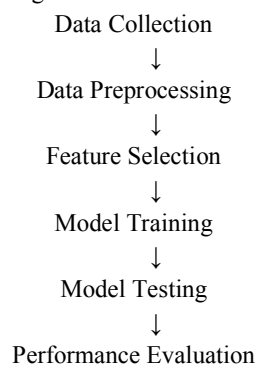 Data Collection
↓
Data Preprocessing
↓
Feature Selection
↓
Model Training
↓
Model Testing
↓
Performance Evaluation